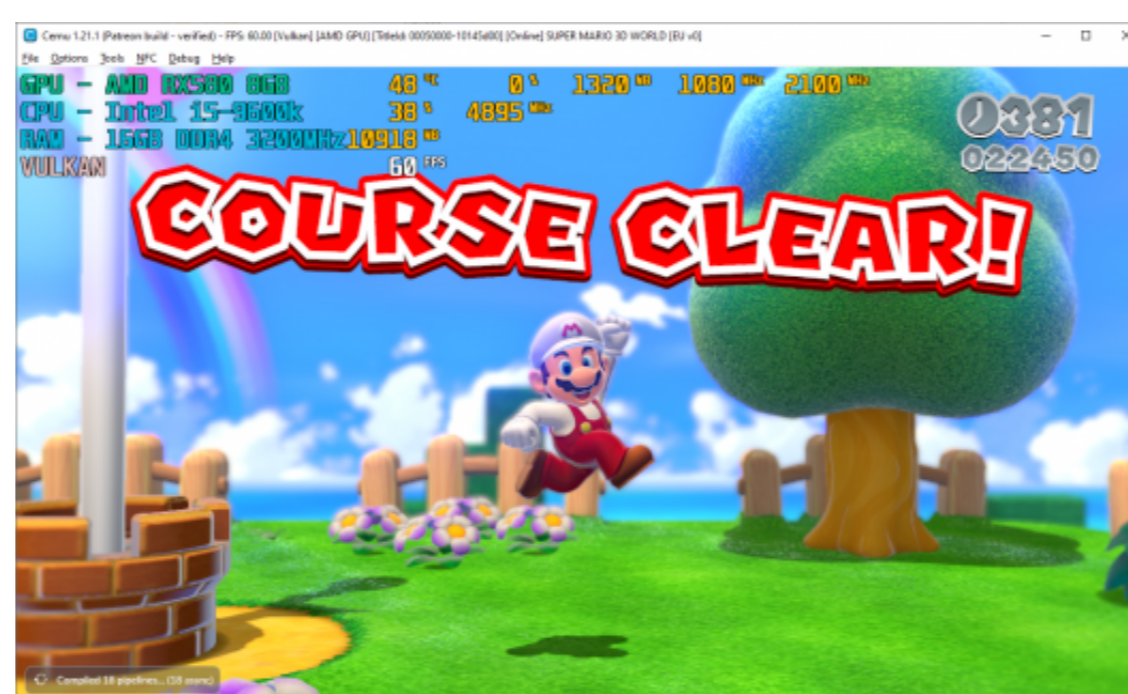 Cemu 1.21.1 (Patreon build - verified) - FPS: 60.00 [Vulkan] [AMD GPU] [TitleId: 00050000-10145d00] [Online] SUPER MARIO 3D WORLD [EU v0]
File Options Tools NFC Debug Help
GPU - AMD RX580 8GB 48 °C 0 % 1320 MB 1080 MHz 2100 MHz
CPU - Intel i5-9600k 38 % 4895 MHz
RAM - 16GB DDR4 3200MHz 10918 MB
VULKAN 60 FPS
0381
022450
COURSE CLEAR!
M
Compiled 18 pipelines... (18 async)